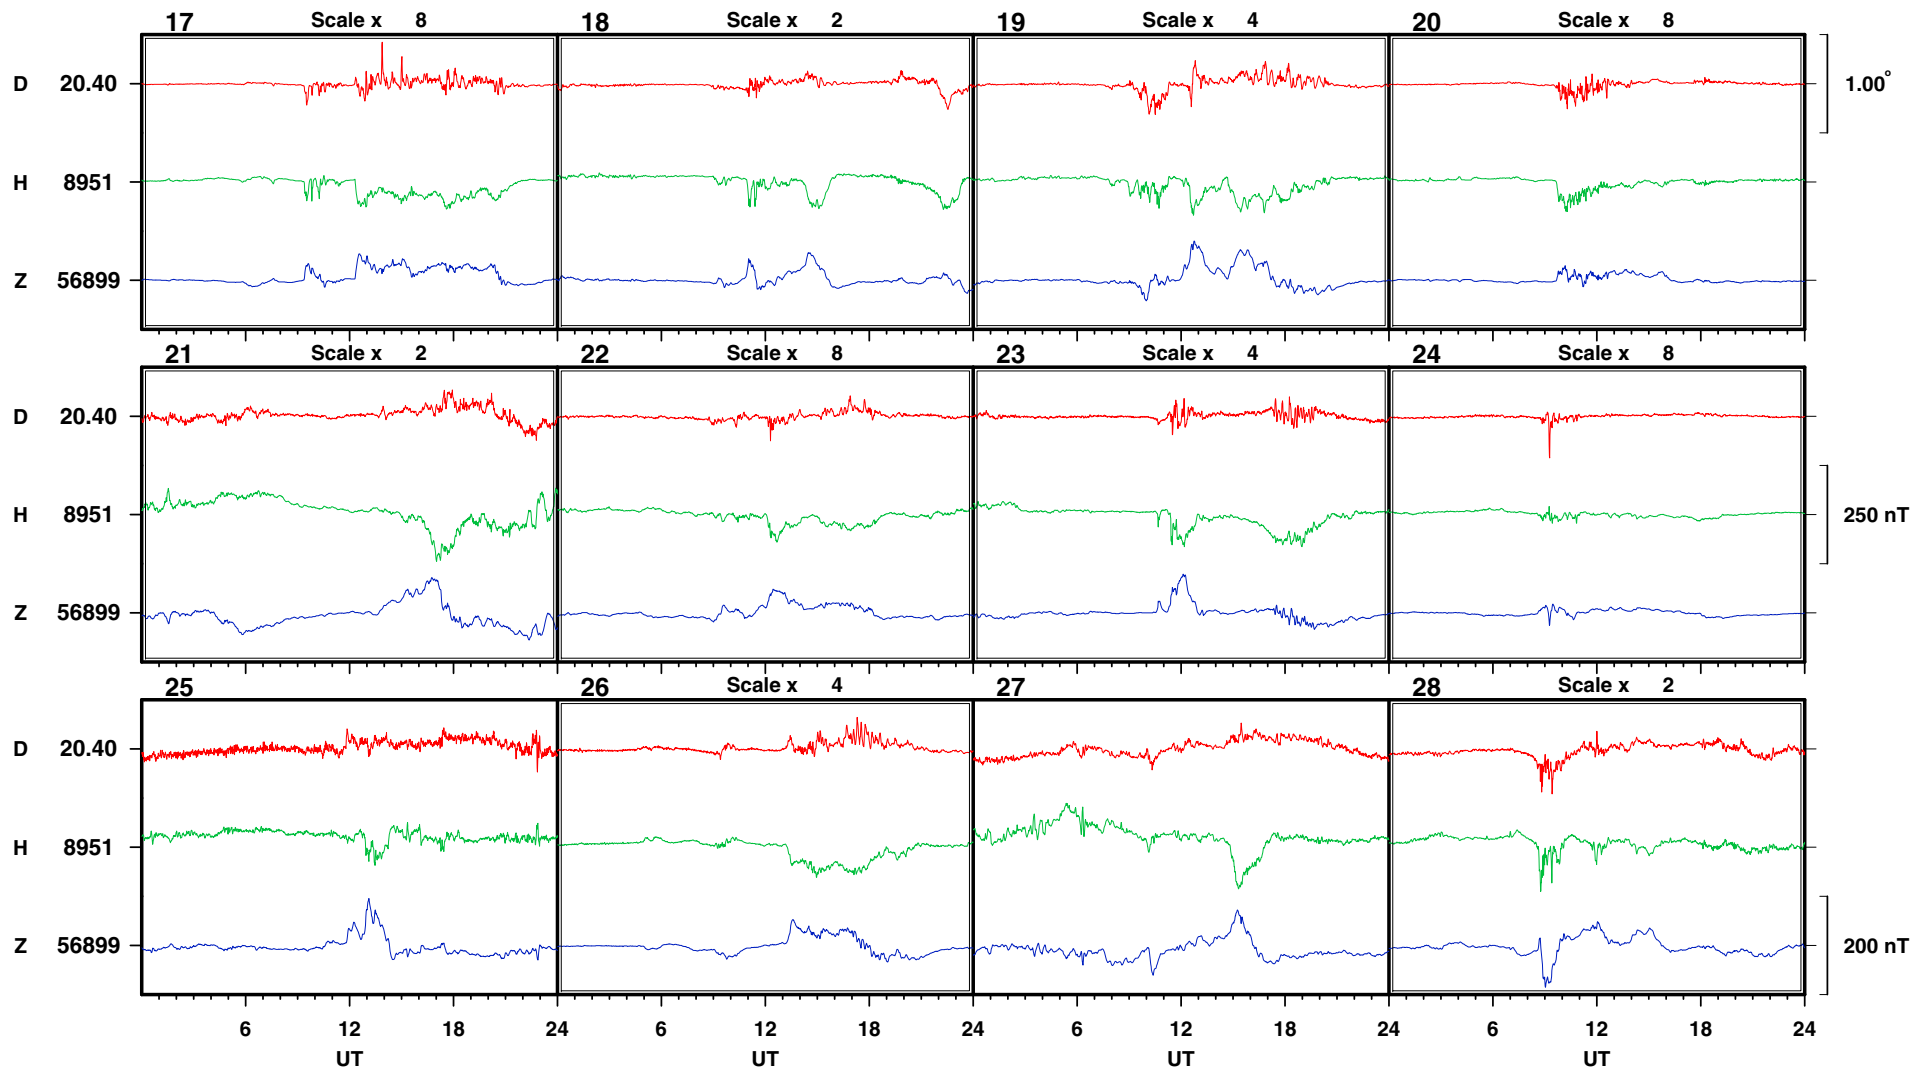 17 Scale x 8 18 Scale x 2 19 Scale x 4 20 Scale x 8
D 20.40 1.00°
H 8951
Z 56899
21 Scale x 2 22 Scale x 8 23 Scale x 4 24 Scale x 8
D 20.40
H 8951 250 nT
Z 56899
25 26 Scale x 4 27 28 Scale x 2
D 20.40
H 8951
Z 56899 200 nT
6 12 18 24 6 12 18 24 6 12 18 24 6 12 18 24
UT UT UT UT